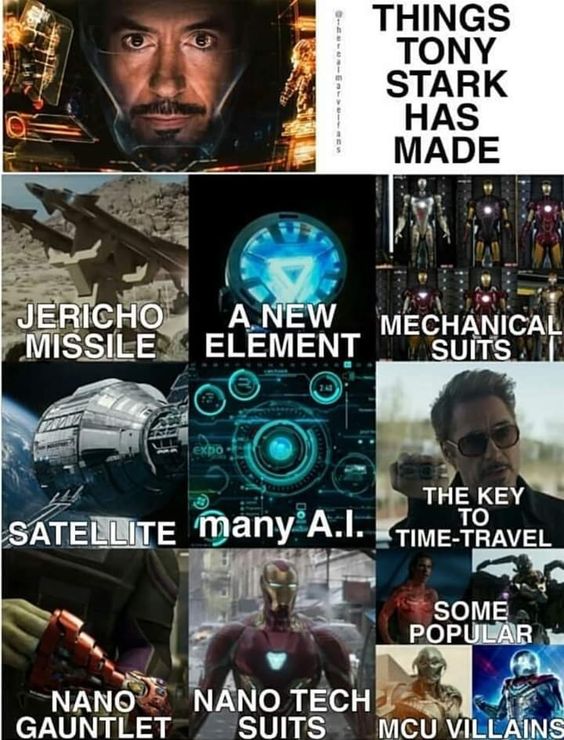 @therealmarvelfans
THINGS
TONY
STARK
HAS
MADE
JERICHO
MISSILE
A NEW
ELEMENT
MECHANICAL
SUITS
SATELLITE
expo
many A.I.
THE KEY
TO
TIME-TRAVEL
NANO
GAUNTLET
NANO TECH
SUITS
SOME
POPULAR
MCU VILLAINS